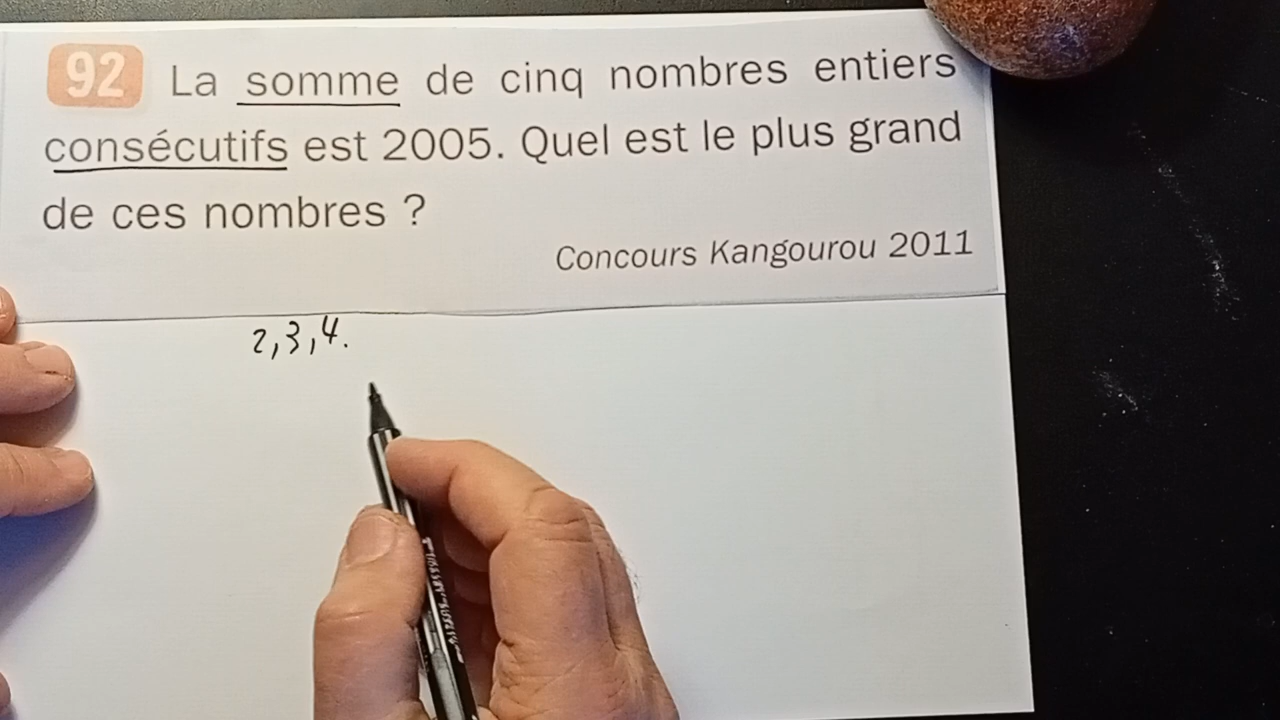 92 La somme de cinq nombres entiers
consécutifs est 2005. Quel est le plus grand
de ces nombres ?
Concours Kangourou 2011
2,3,4.